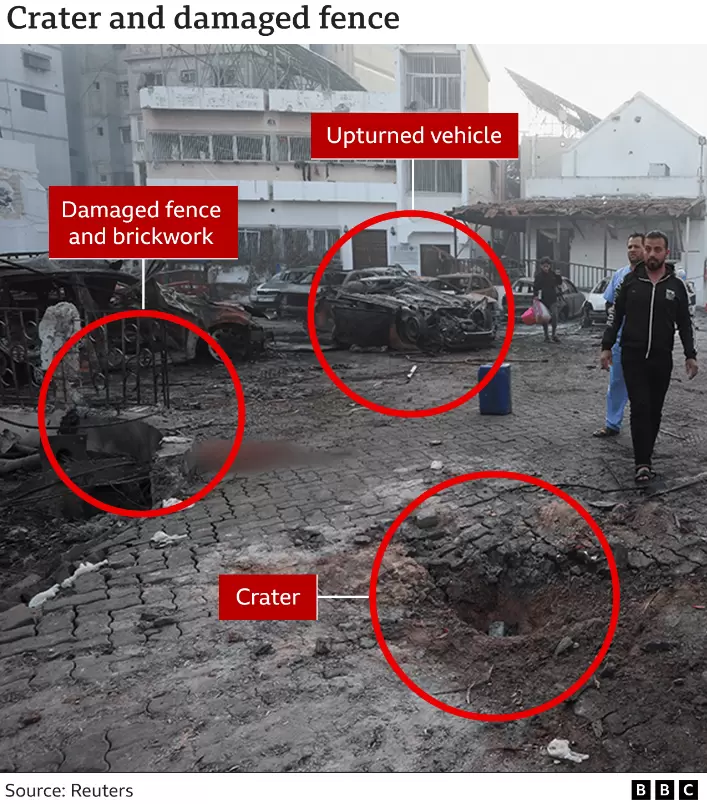 Crater and damaged fence
Upturned vehicle
Damaged fence
and brickwork
Crater
Source: Reuters
BBC